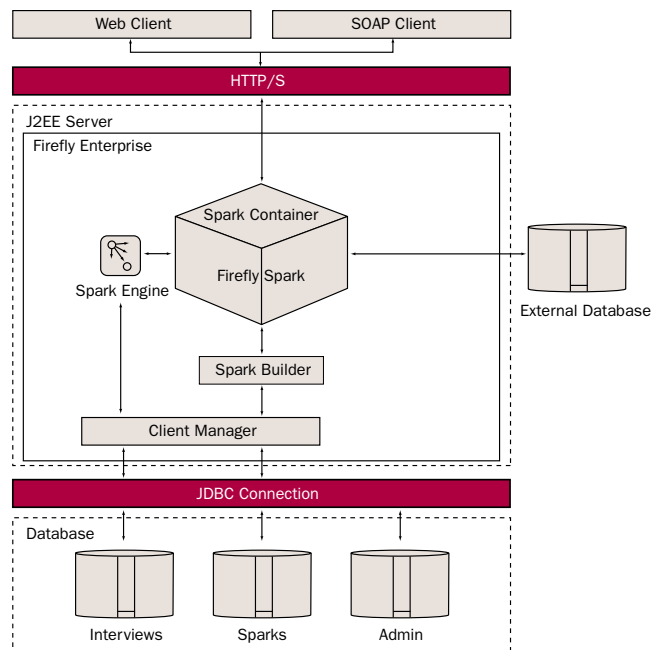 Web Client
SOAP Client
HTTP/S
J2EE Server
Firefly Enterprise
Spark Container
Firefly Spark
Spark Engine
External Database
Spark Builder
Client Manager
JDBC Connection
Database
Interviews
Sparks
Admin